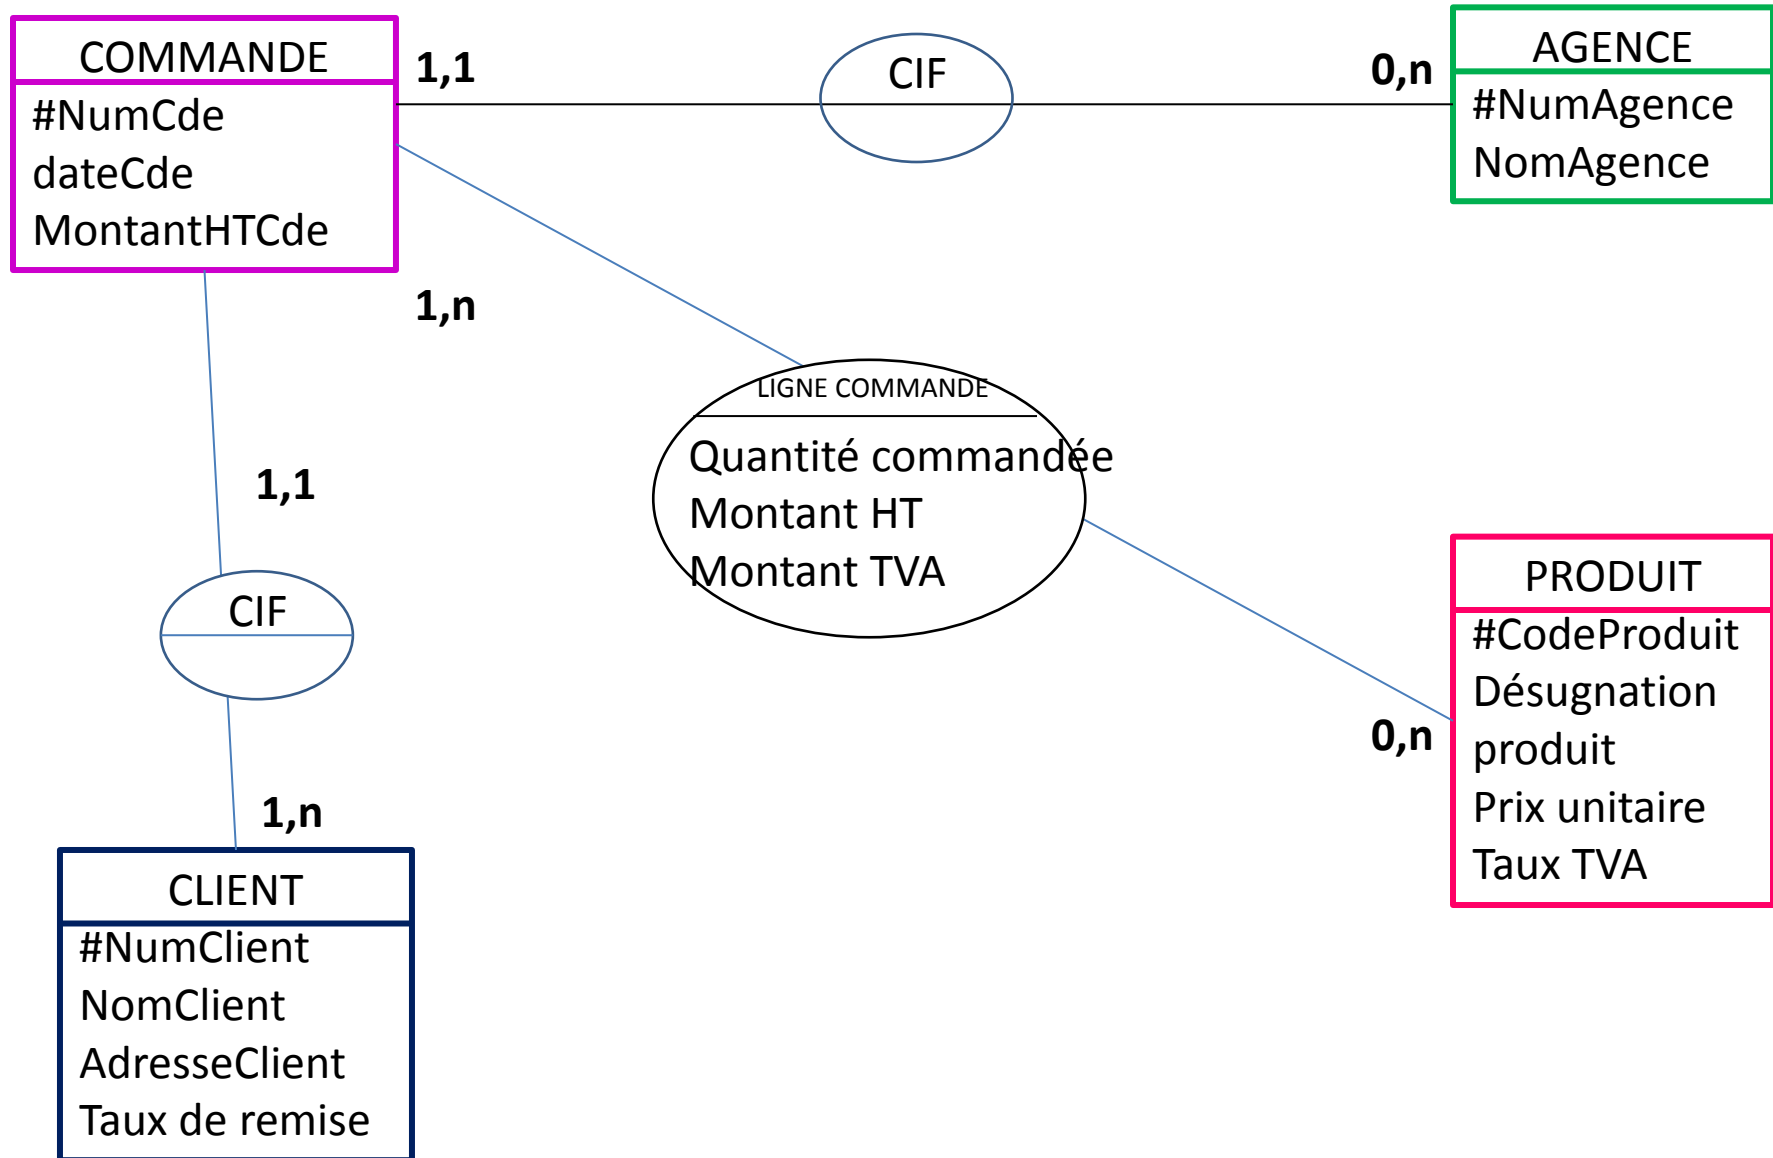 COMMANDE
#NumCde
dateCde
MontantHTCde
1,1
CIF
0,n
AGENCE
#NumAgence
NomAgence
1,n
LIGNE COMMANDE
Quantité commandée
Montant HT
Montant TVA
0,n
PRODUIT
#CodeProduit
Désugnation
produit
Prix unitaire
Taux TVA
1,1
CIF
1,n
CLIENT
#NumClient
NomClient
AdresseClient
Taux de remise